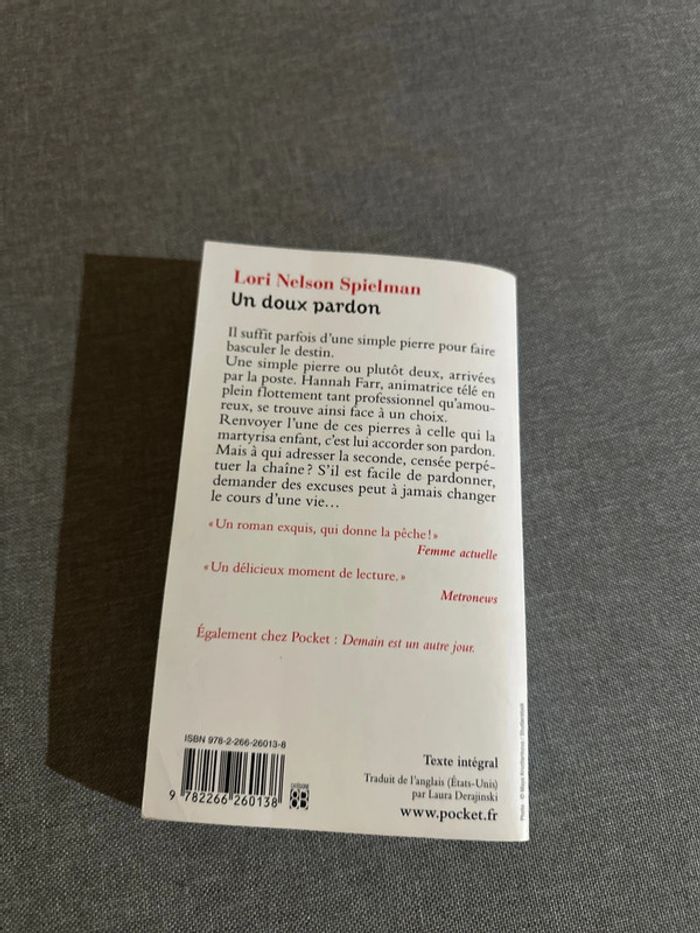 Lori Nelson Spielman
Un doux pardon
Il suffit parfois d'une simple pierre pour faire
basculer le destin.
Une simple pierre ou plutôt deux, arrivées
par la poste. Hannah Farr, animatrice télé en
plein flottement tant professionnel qu'amou-
reux, se trouve ainsi face à un choix.
Renvoyer l'une de ces pierres à celle qui la
martyrisa enfant, c'est lui accorder son pardon.
Mais à qui adresser la seconde, censée perpé-
tuer la chaîne ? S'il est facile de pardonner,
demander des excuses peut à jamais changer
le cours d'une vie…
« Un roman exquis, qui donne la pêche ! »
Femme actuelle
« Un délicieux moment de lecture. »
Metronews
Également chez Pocket : Demain est un autre jour.
ISBN 978-2-266-26013-8
9 782266 260138
Texte intégral
Traduit de l'anglais (États-Unis)
par Laura Derajinski
www.pocket.fr
Photo : ©
/ Shutterstock